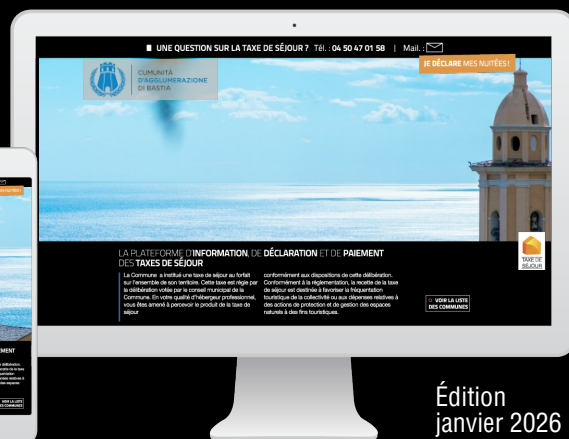 UNE QUESTION SUR LA TAXE DE SÉJOUR ? Tél. : 04 50 47 01 58 | Mail. :
JE DÉCLARE MES NUITÉES !
CUMUNITÀ
D'AGGLUMERAZIONE
DI BASTIA
LA PLATEFORME D'INFORMATION, DE DÉCLARATION ET DE PAIEMENT
DES TAXES DE SÉJOUR
La Commune a institué une taxe de séjour au forfait
sur l'ensemble de son territoire. Cette taxe est régie par
la délibération votée par le conseil municipal de la
Commune. En votre qualité d'hébergeur professionnel,
vous êtes amené à percevoir le produit de la taxe de
séjour
conformément aux dispositions de cette délibération.
Conformément à la réglementation, la recette de la taxe
de séjour est destinée à favoriser la fréquentation
touristique de la collectivité ou aux dépenses relatives à
des actions de protection et de gestion des espaces
naturels à des fins touristiques.
TAXE DE
SÉJOUR
VOIR LA LISTE
DES COMMUNES
Édition
janvier 2026